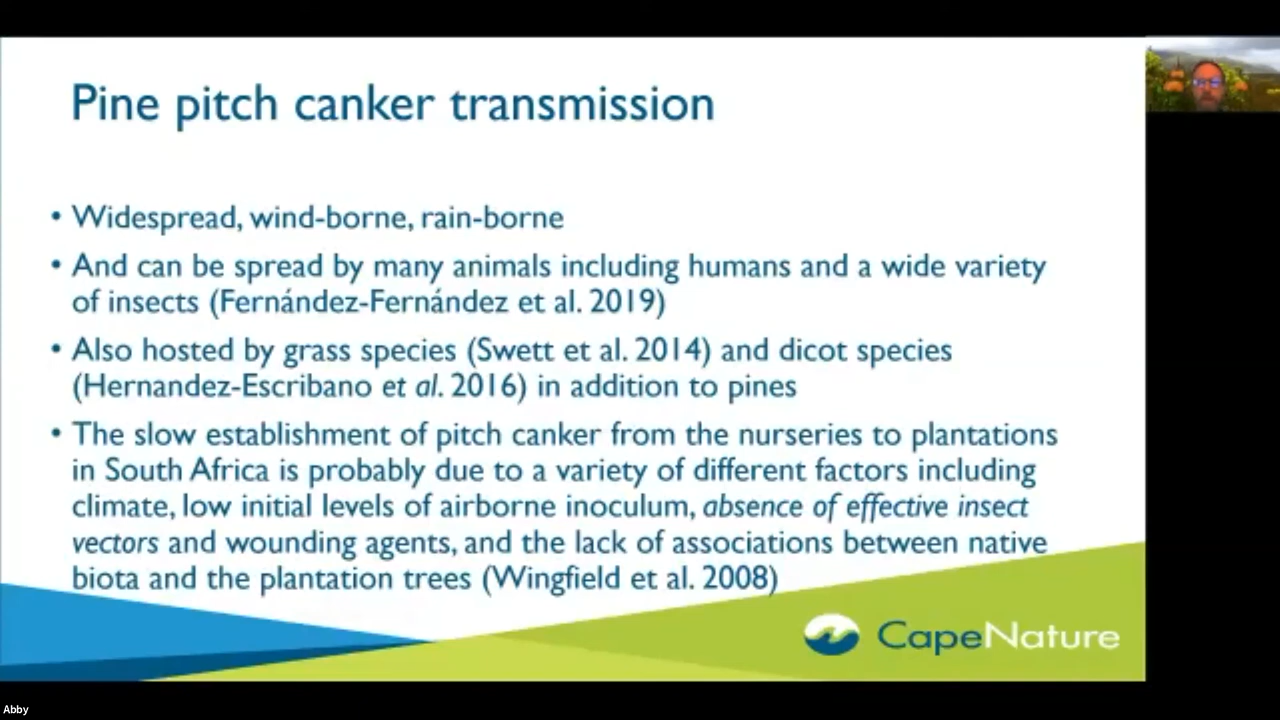 Pine pitch canker transmission
• Widespread, wind-borne, rain-borne
• And can be spread by many animals including humans and a wide variety
of insects (Fernández-Fernández et al. 2019)
• Also hosted by grass species (Swett et al. 2014) and dicot species
(Hernandez-Escribano et al. 2016) in addition to pines
• The slow establishment of pitch canker from the nurseries to plantations
in South Africa is probably due to a variety of different factors including
climate, low initial levels of airborne inoculum, absence of effective insect
vectors and wounding agents, and the lack of associations between native
biota and the plantation trees (Wingfield et al. 2008)
CapeNature
Abby